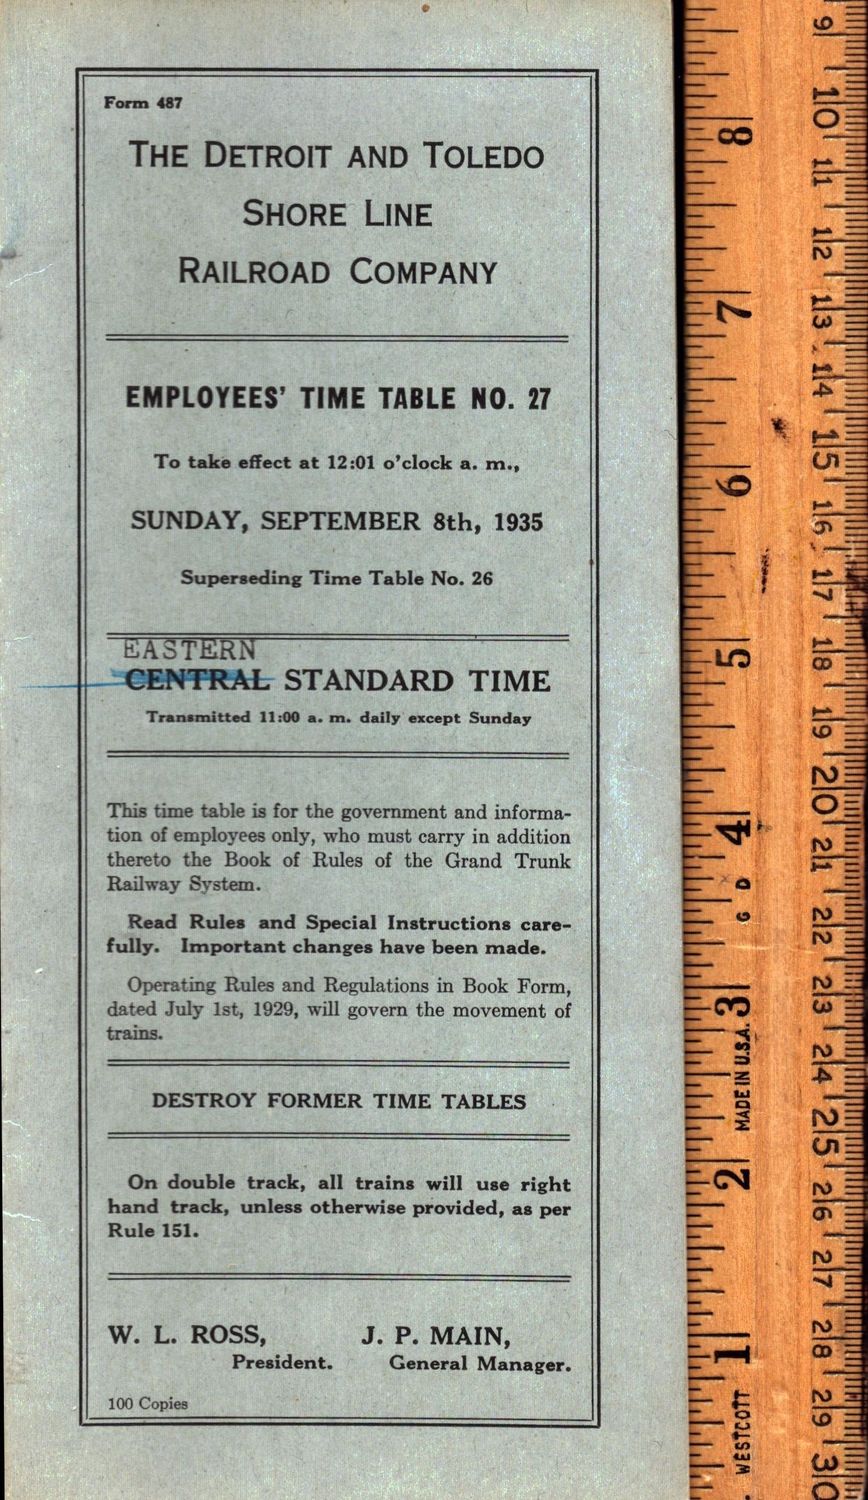 Form 487
THE DETROIT AND TOLEDO
SHORE LINE
RAILROAD COMPANY
EMPLOYEES' TIME TABLE NO. 27
To take effect at 12:01 o'clock a. m.,
SUNDAY, SEPTEMBER 8th, 1935
Superseding Time Table No. 26
EASTERN
CENTRAL STANDARD TIME
Transmitted 11:00 a. m. daily except Sunday
This time table is for the government and informa-
tion of employees only, who must carry in addition
thereto the Book of Rules of the Grand Trunk
Railway System.
Read Rules and Special Instructions care-
fully. Important changes have been made.
Operating Rules and Regulations in Book Form,
dated July 1st, 1929, will govern the movement of
trains.
DESTROY FORMER TIME TABLES
On double track, all trains will use right
hand track, unless otherwise provided, as per
Rule 151.
W. L. ROSS, J. P. MAIN,
President. General Manager.
100 Copies
8
7
6
5
4
G D
3
MADE IN U.S.A.
2
1
WESTCOTT
9
10
11
12
13
14
15
16
17
18
19
20
21
22
23
24
25
26
27
28
29
30